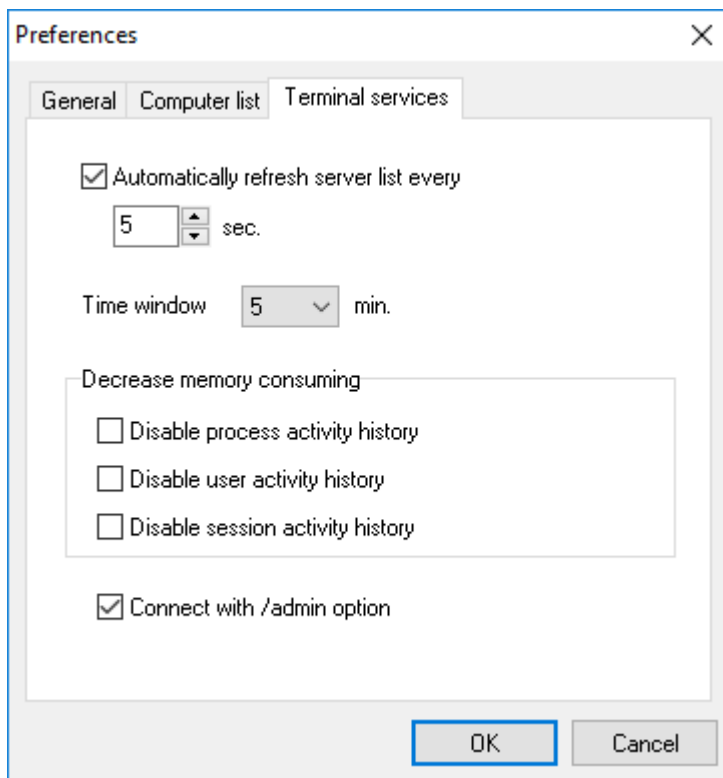 Preferences
General Computer list Terminal services
Automatically refresh server list every
5 sec.
Time window 5 min.
Decrease memory consuming
Disable process activity history
Disable user activity history
Disable session activity history
Connect with /admin option
OK Cancel